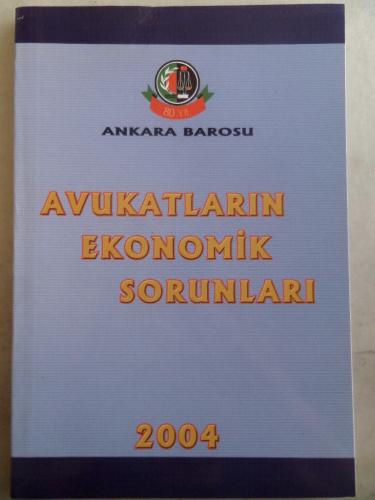 80. YIL
ANKARA BAROSU
AVUKATLARIN
EKONOMİK
SORUNLARI
2004